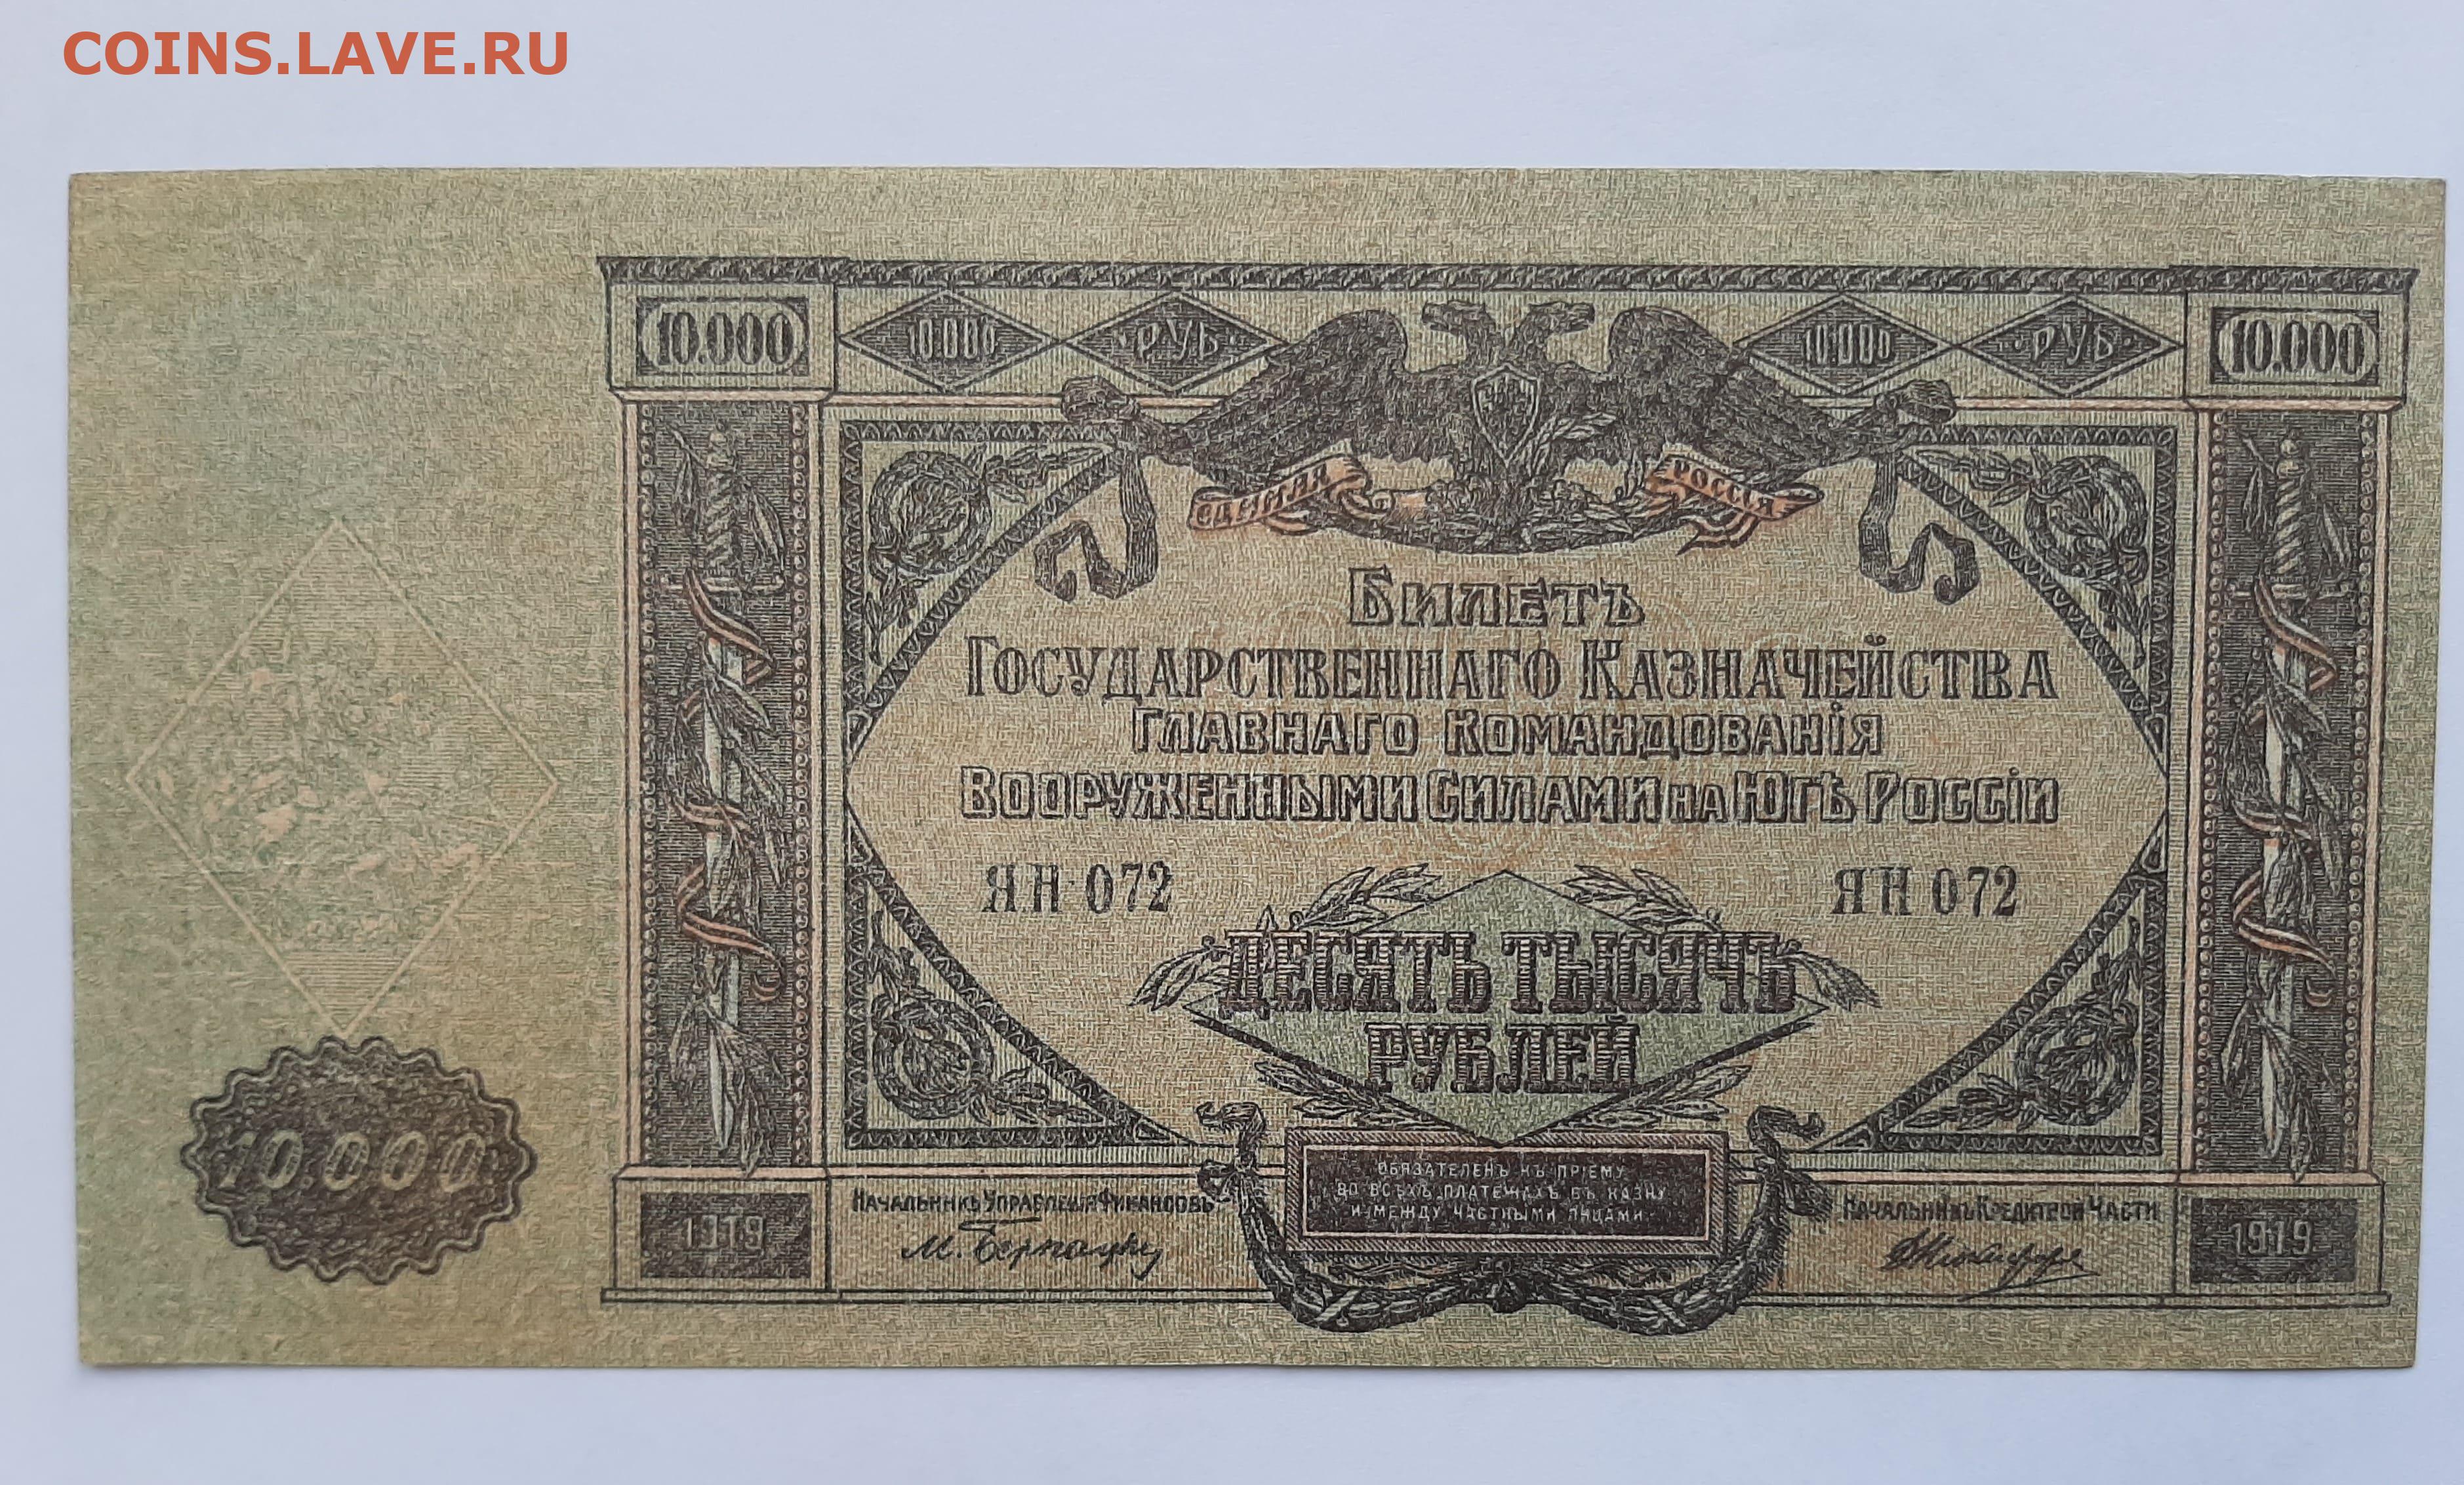 COINS.LAVE.RU
10.000 10.000 РУБ 10.000 РУБ 10.000
ЕДИНАЯ РОССІЯ
БИЛЕТЪ
ГОСУДАРСТВЕННАГО КАЗНАЧЕЙСТВА
ГЛАВНАГО КОМАНДОВАНІЯ
ВООРУЖЕННЫМИ СИЛАМИ НА ЮГѢ РОССІИ
ЯН-072 ЯН 072
ДЕСЯТЬ ТЫСЯЧЪ
РУБЛЕЙ
10.000
ОБЯЗАТЕЛЕНЪ КЪ ПРІЕМУ
ВО ВСѢХЪ ПЛАТЕЖАХЪ ВЪ КАЗНУ
И МЕЖДУ ЧАСТНЫМИ ЛИЦАМИ
1919 НАЧАЛЬНИКЪ УПРАВЛЕНІЯ ФИНАНСОВЪ НАЧАЛЬНИКЪ КРЕДИТНОЙ ЧАСТИ 1919
М. Бернацкій